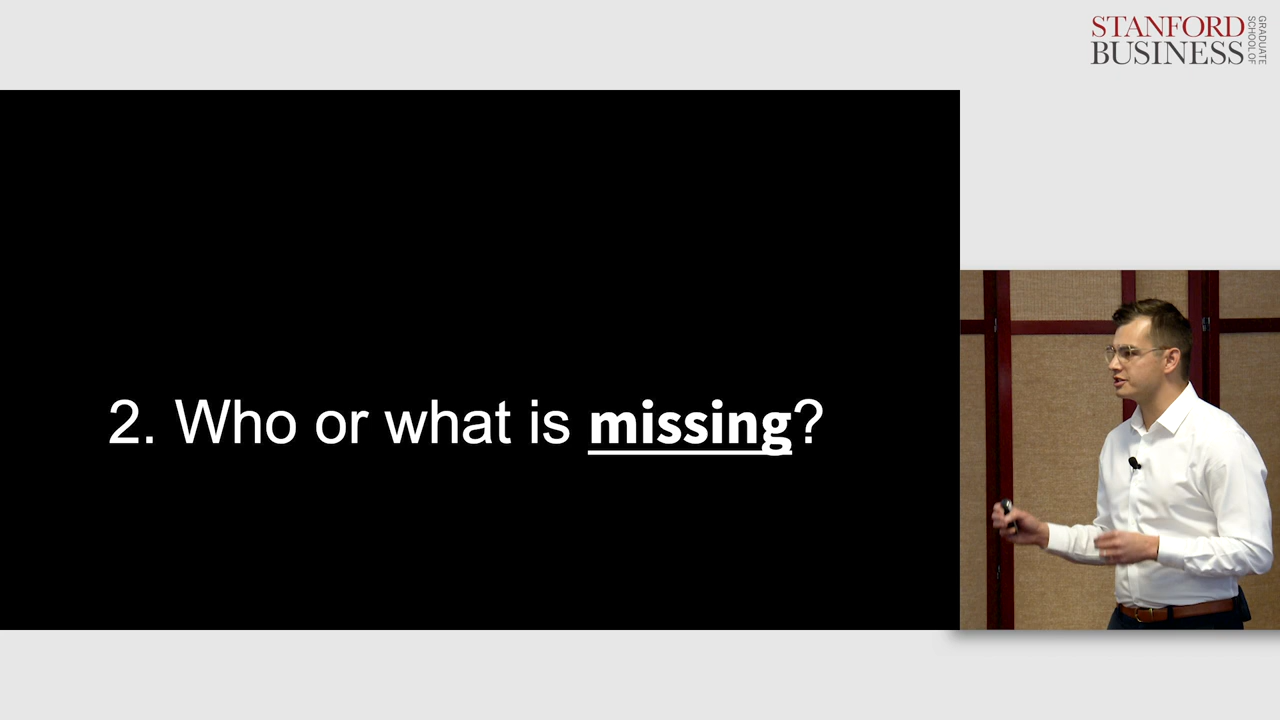 STANFORD
BUSINESS
GRADUATE
SCHOOL OF
2. Who or what is missing?